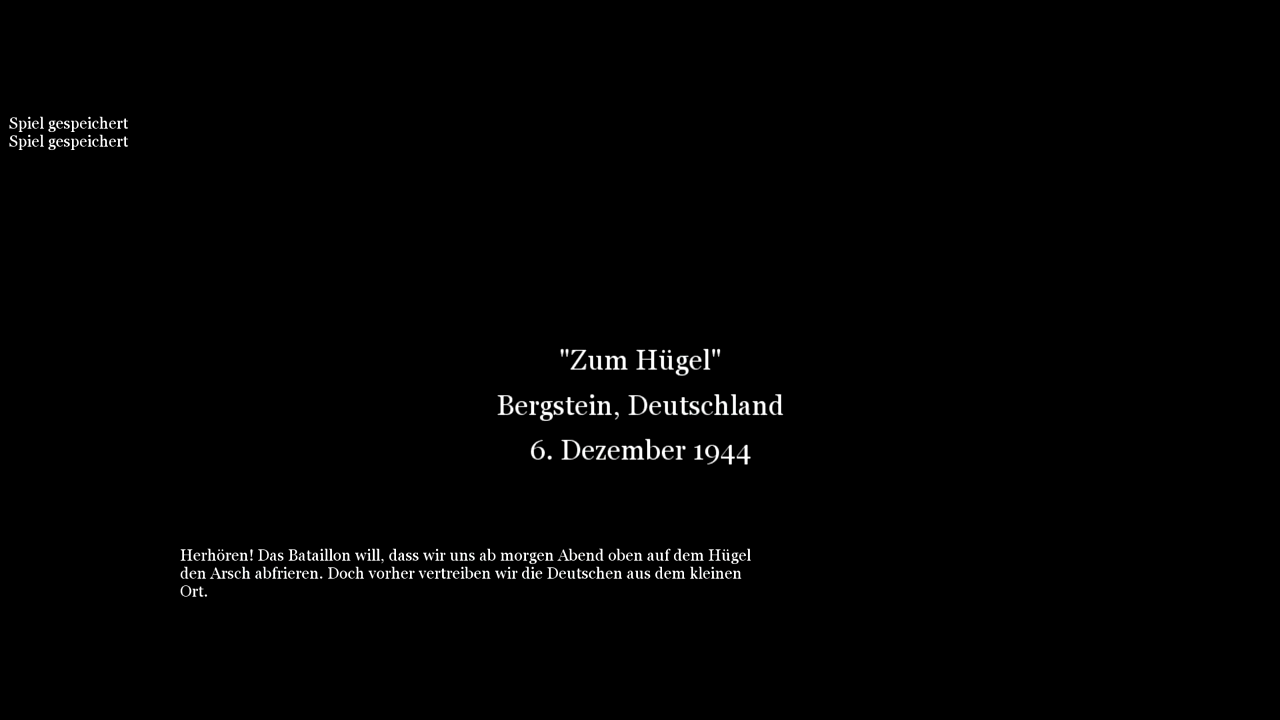 Spiel gespeichert
Spiel gespeichert
"Zum Hügel"
Bergstein, Deutschland
6. Dezember 1944
Herhören! Das Bataillon will, dass wir uns ab morgen Abend oben auf dem Hügel
den Arsch abfrieren. Doch vorher vertreiben wir die Deutschen aus dem kleinen
Ort.